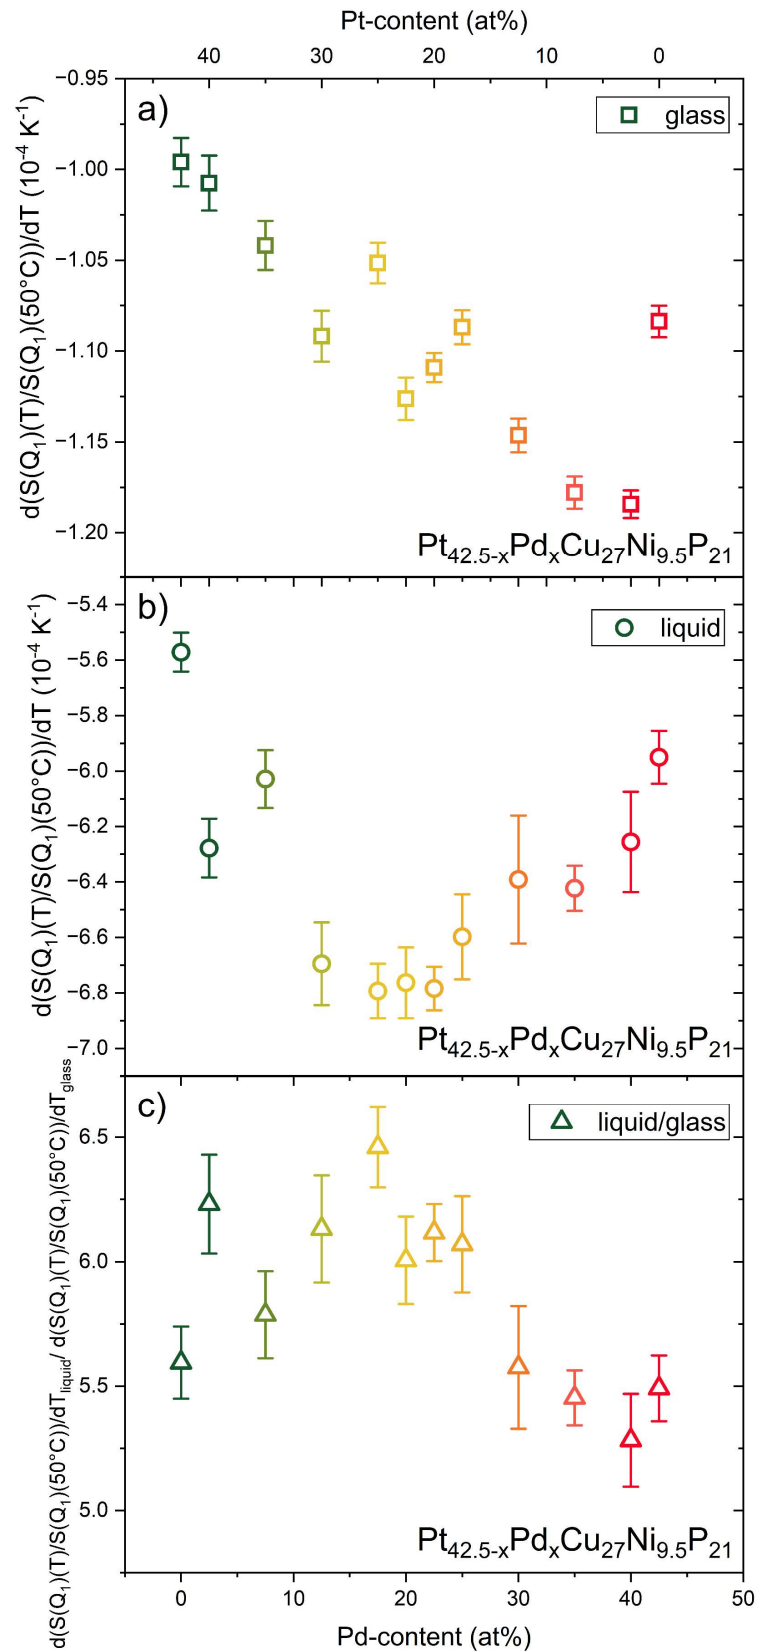 Pt-content (at%)
40 30 20 10 0
a)
glass
d(S(Q₁)(T)/S(Q₁)(50°C))/dT (10⁻⁴ K⁻¹)
−0.95
−1.00
−1.05
−1.10
−1.15
−1.20
Pt₄₂.₅₋ₓPdₓCu₂₇Ni₉.₅P₂₁
b)
liquid
d(S(Q₁)(T)/S(Q₁)(50°C))/dT (10⁻⁴ K⁻¹)
−5.4
−5.6
−5.8
−6.0
−6.2
−6.4
−6.6
−6.8
−7.0
Pt₄₂.₅₋ₓPdₓCu₂₇Ni₉.₅P₂₁
c)
liquid/glass
d(S(Q₁)(T)/S(Q₁)(50°C))/dT_liquid/ d(S(Q₁)(T)/S(Q₁)(50°C))/dT_glass
6.5
6.0
5.5
5.0
Pt₄₂.₅₋ₓPdₓCu₂₇Ni₉.₅P₂₁
0 10 20 30 40 50
Pd-content (at%)